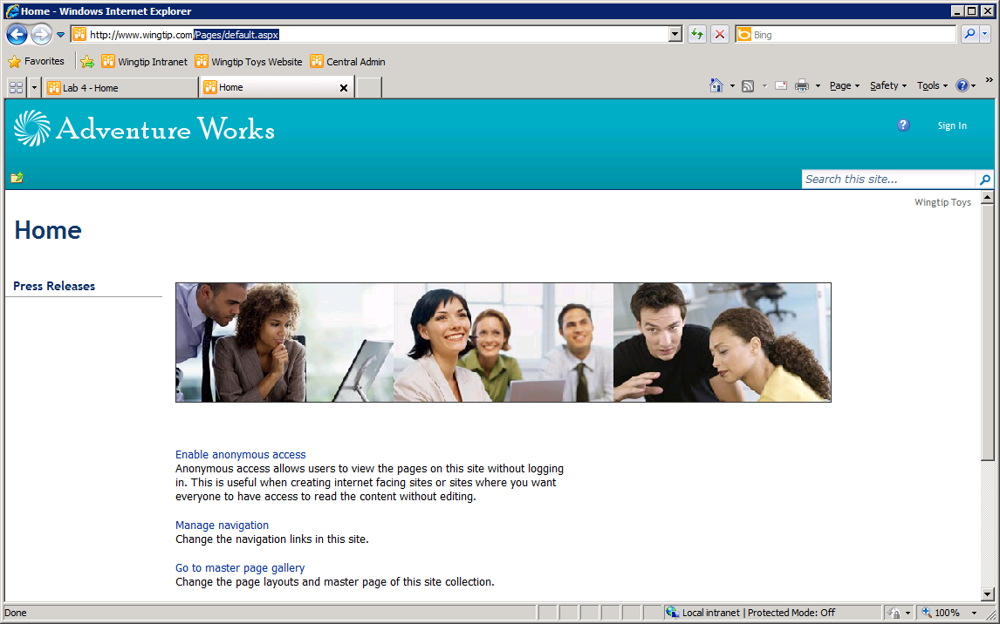 Home - Windows Internet Explorer
http://www.wingtip.com/Pages/default.aspx
Bing
Favorites
Wingtip Intranet
Wingtip Toys Website
Central Admin
Lab 4 - Home
Home
Page
Safety
Tools
Adventure Works
Sign In
Search this site...
Wingtip Toys
Home
Press Releases
Enable anonymous access
Anonymous access allows users to view the pages on this site without logging
in. This is useful when creating internet facing sites or sites where you want
everyone to have access to read the content without editing.
Manage navigation
Change the navigation links in this site.
Go to master page gallery
Change the page layouts and master page of this site collection.
Done
Local intranet | Protected Mode: Off
100%